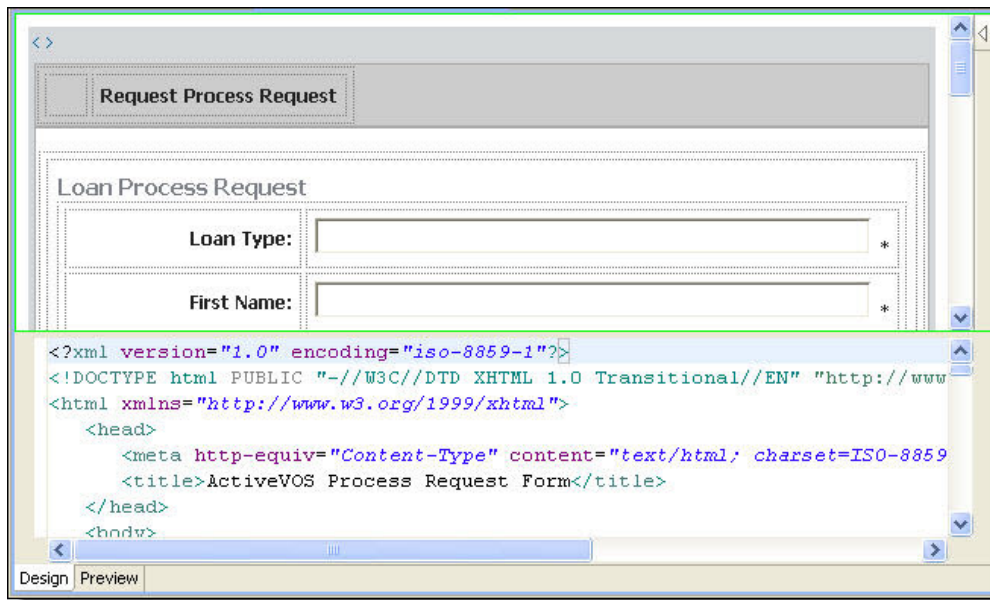 < >
Request Process Request
Loan Process Request
Loan Type: *
First Name: *
<?xml version="1.0" encoding="iso-8859-1"?>
<!DOCTYPE html PUBLIC "-//W3C//DTD XHTML 1.0 Transitional//EN" "http://www
<html xmlns="http://www.w3.org/1999/xhtml">
<head>
<meta http-equiv="Content-Type" content="text/html; charset=ISO-8859
<title>ActiveVOS Process Request Form</title>
</head>
<body>
Design Preview